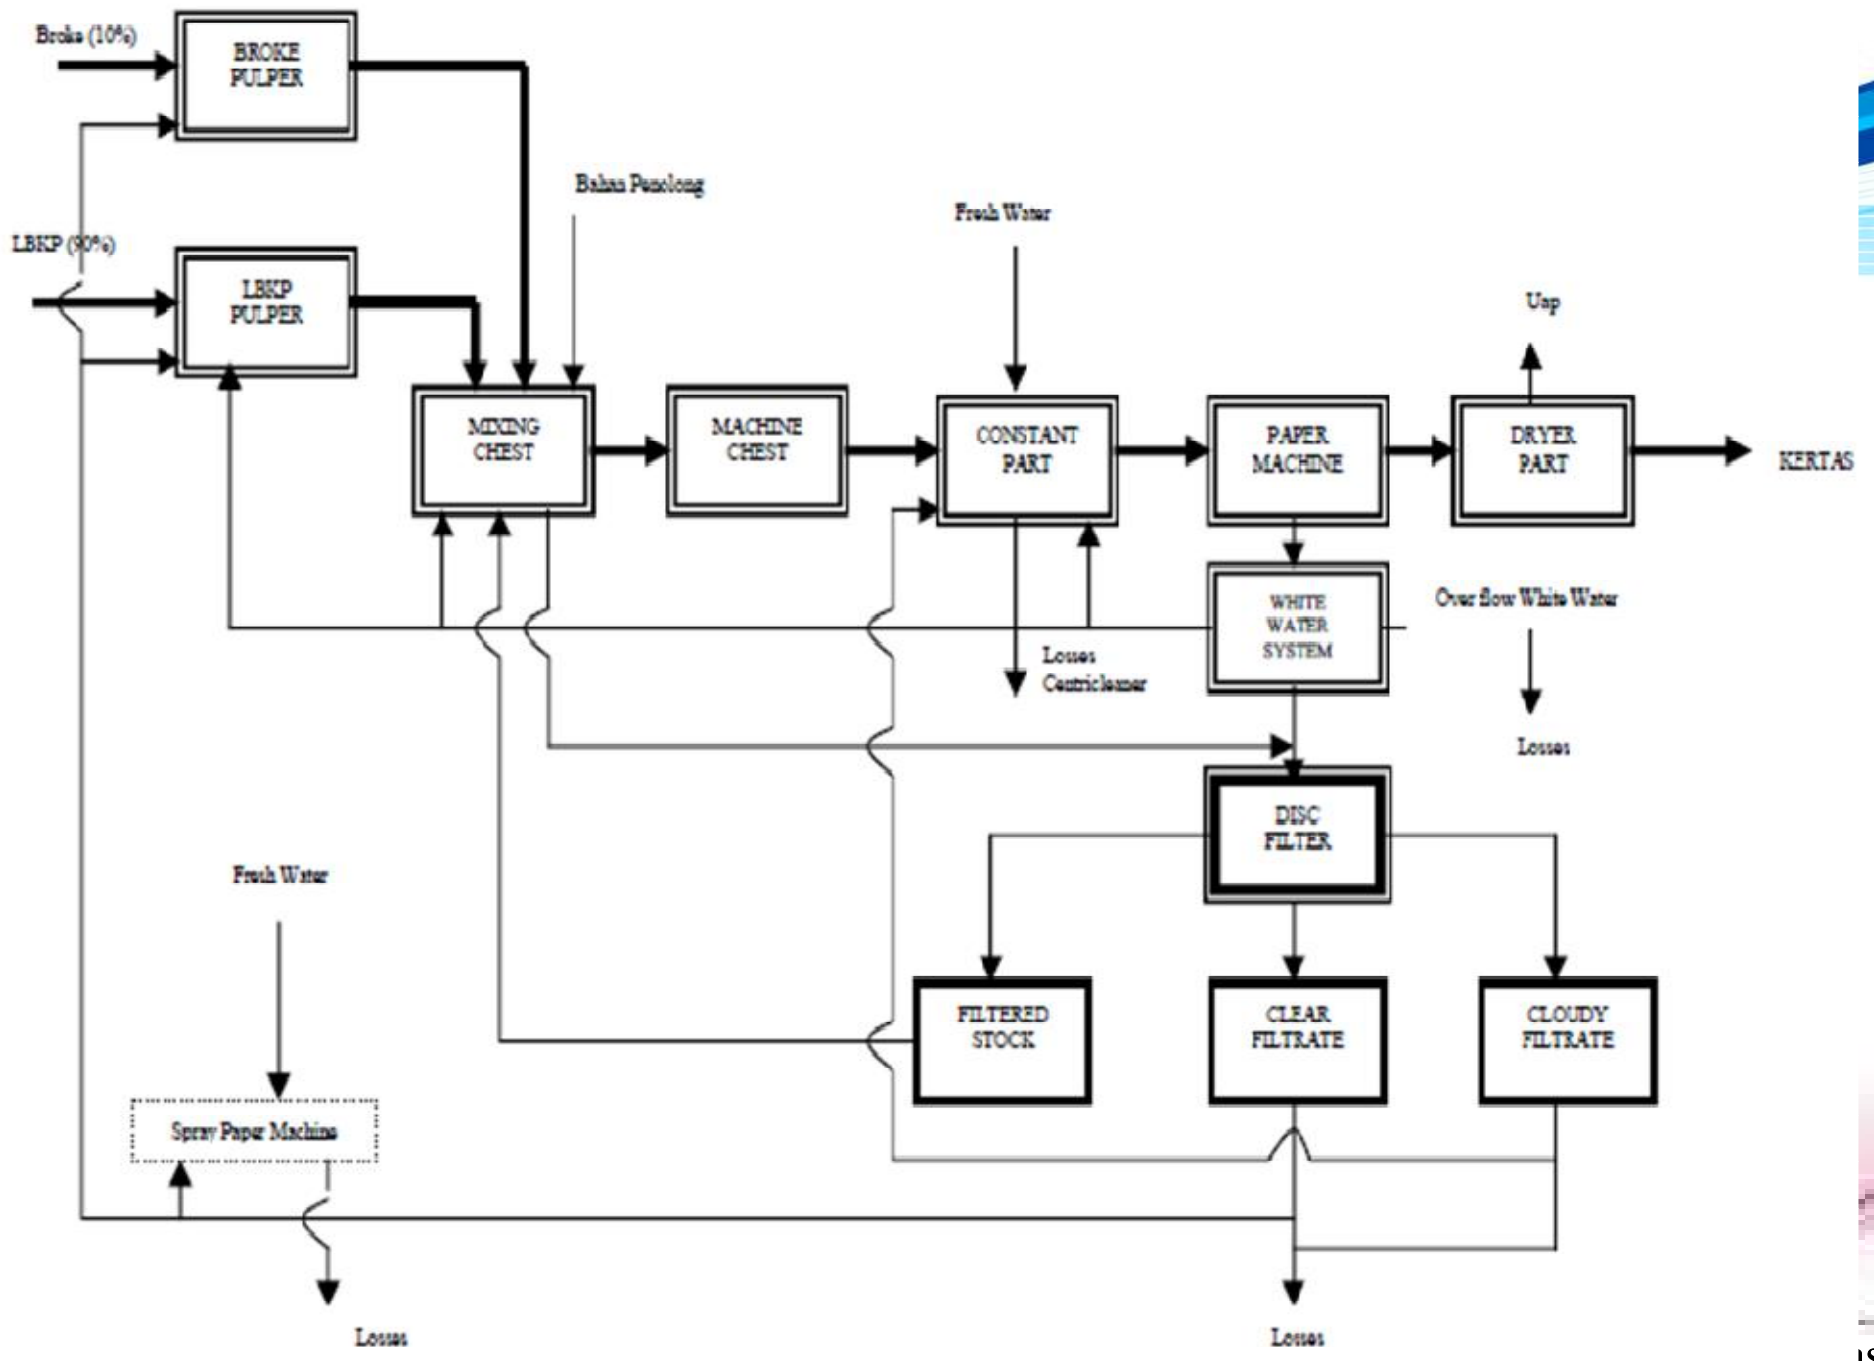 Broke (10%)
BROKE
PULPER
Bahan Penolong
Fresh Water
LBKP (90%)
LBKP
PULPER
Uap
MIXING
CHEST
MACHINE
CHEST
CONSTANT
PART
PAPER
MACHINE
DRYER
PART
KERTAS
WHITE
WATER
SYSTEM
Over flow White Water
Losses
Centricleaner
Losses
DISC
FILTER
Fresh Water
FILTERED
STOCK
CLEAR
FILTRATE
CLOUDY
FILTRATE
Spray Paper Machine
Losses
Losses